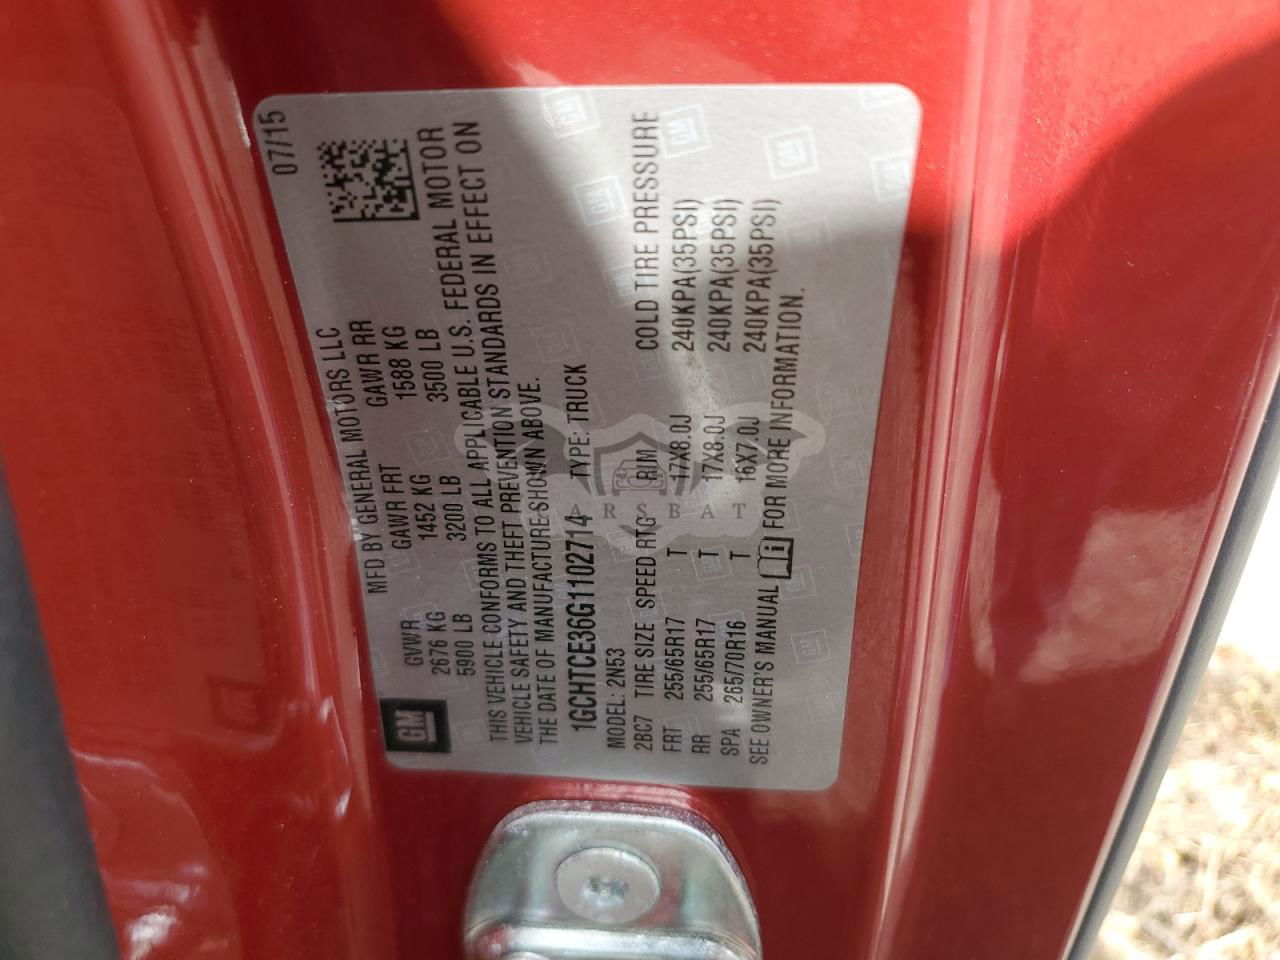 MFD BY GENERAL MOTORS LLC 07/15
GM
GVWR GAWR FRT GAWR RR
2676 KG 1452 KG 1588 KG
5900 LB 3200 LB 3500 LB
THIS VEHICLE CONFORMS TO ALL APPLICABLE U.S. FEDERAL MOTOR
VEHICLE SAFETY AND THEFT PREVENTION STANDARDS IN EFFECT ON
THE DATE OF MANUFACTURE SHOWN ABOVE.
1GCHTCE36G1102714 TYPE: TRUCK
MODEL: 2N53
2BC7 TIRE SIZE SPEED RTG RIM COLD TIRE PRESSURE
FRT 255/65R17 T 17X8.0J 240KPA(35PSI)
RR 255/65R17 T 17X8.0J 240KPA(35PSI)
SPA 265/70R16 T 16X7.0J 240KPA(35PSI)
SEE OWNER'S MANUAL FOR MORE INFORMATION.
ARSBAT